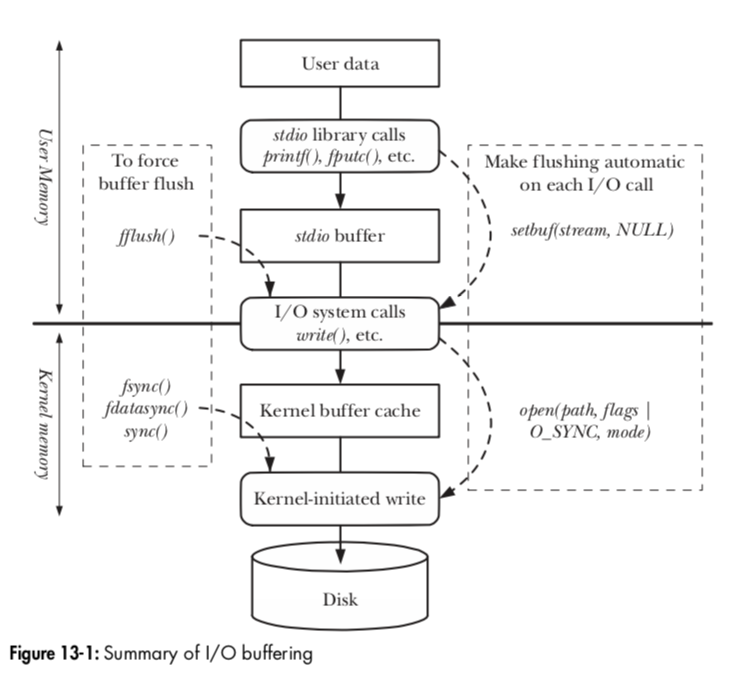 User data
stdio library calls
printf(), fputc(), etc.
User Memory
To force
buffer flush
fflush()
Make flushing automatic
on each I/O call
setbuf(stream, NULL)
stdio buffer
I/O system calls
write(), etc.
Kernel memory
fsync()
fdatasync()
sync()
Kernel buffer cache
open(path, flags |
O_SYNC, mode)
Kernel-initiated write
Disk
Figure 13-1: Summary of I/O buffering